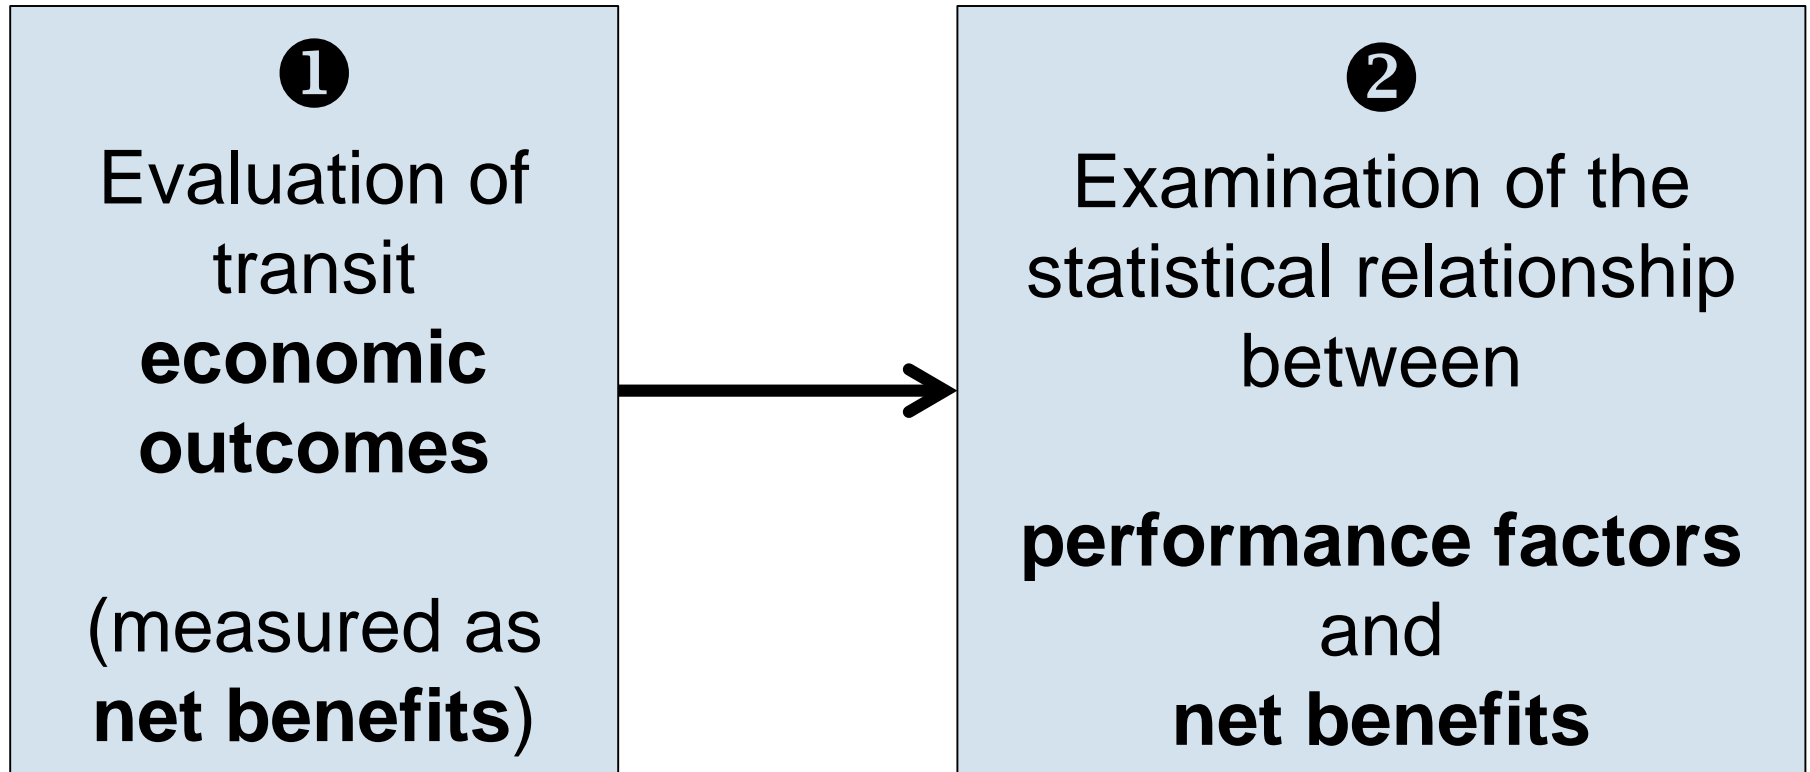 ❶
Evaluation of
transit
economic
outcomes
(measured as
net benefits)
❷
Examination of the
statistical relationship
between
performance factors
and
net benefits